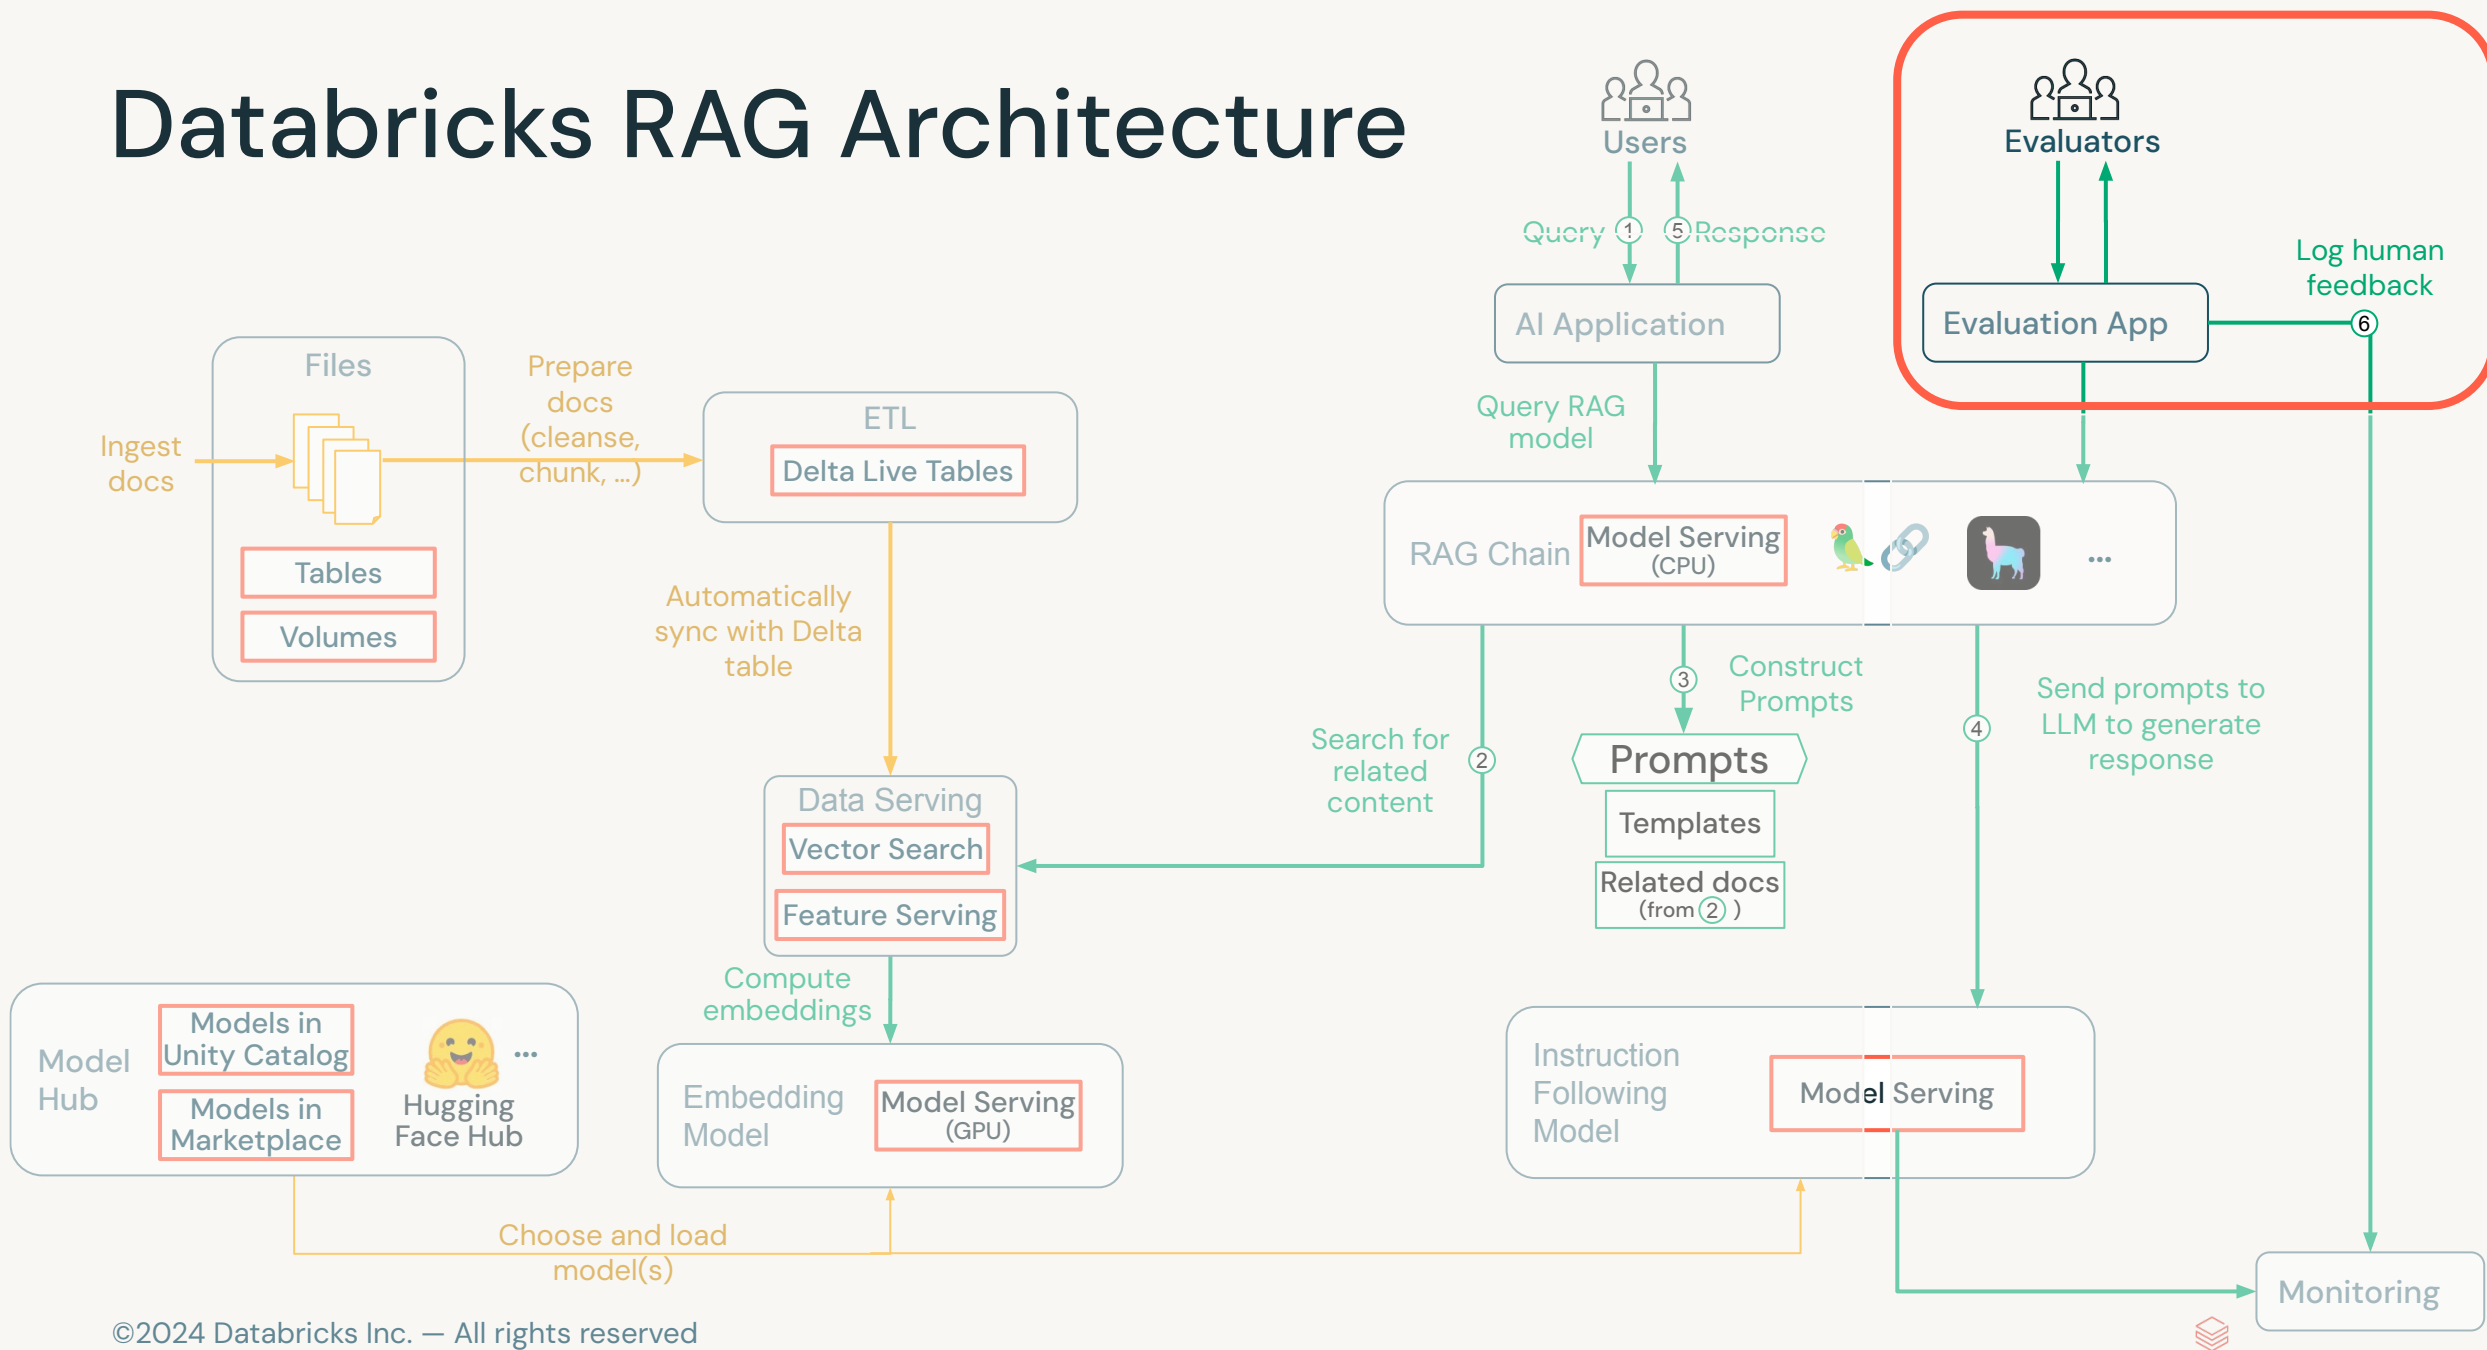 Databricks RAG Architecture
Users
Evaluators
Query
1
5
Response
Log human
feedback
AI Application
Evaluation App
6
Files
Prepare
docs
(cleanse,
chunk, ...)
Ingest
docs
Tables
Volumes
ETL
Delta Live Tables
Query RAG
model
RAG Chain
Model Serving
(CPU)
...
Automatically
sync with Delta
table
Search for
related
content
2
3
Construct
Prompts
4
Send prompts to
LLM to generate
response
Prompts
Templates
Related docs
(from 2 )
Data Serving
Vector Search
Feature Serving
Compute
embeddings
Model
Hub
Models in
Unity Catalog
Models in
Marketplace
...
Hugging
Face Hub
Embedding
Model
Model Serving
(GPU)
Instruction
Following
Model
Model Serving
Choose and load
model(s)
Monitoring
©2024 Databricks Inc. — All rights reserved